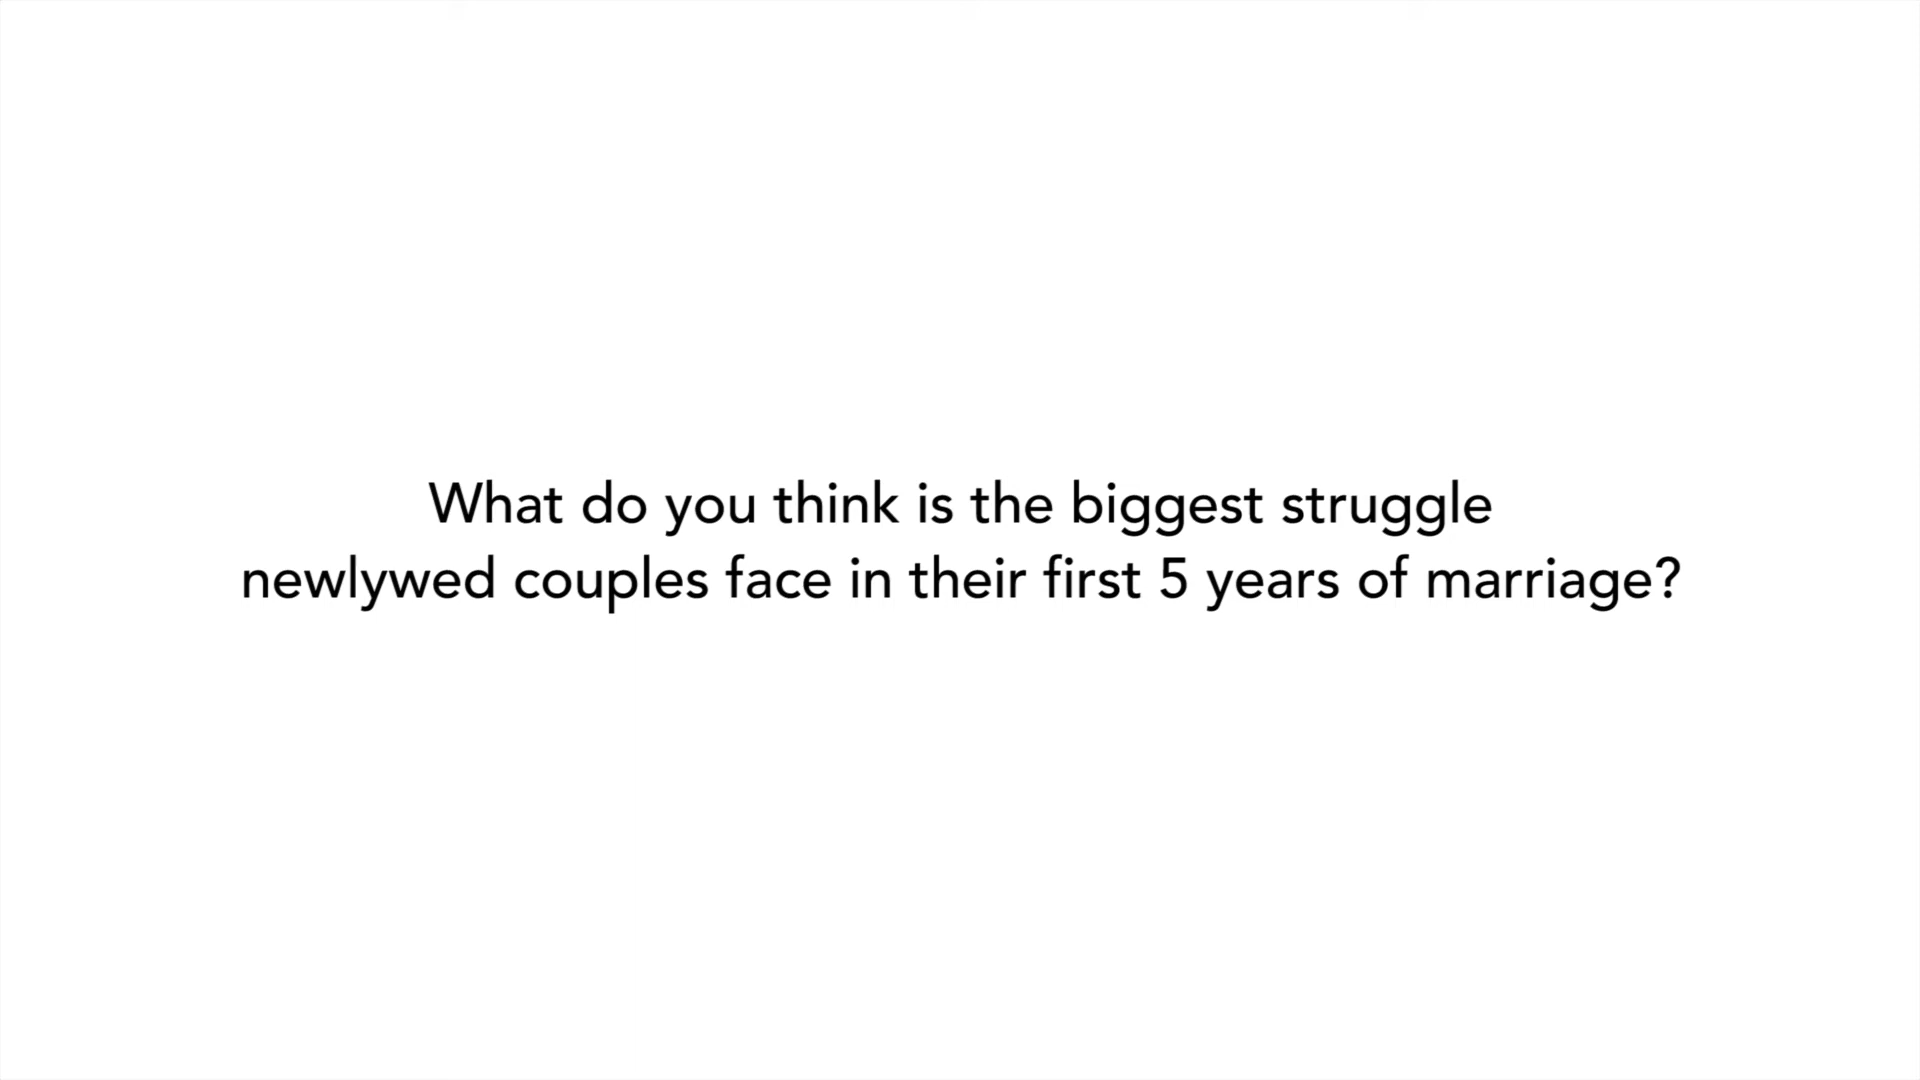 What do you think is the biggest struggle
newlywed couples face in their first 5 years of marriage?